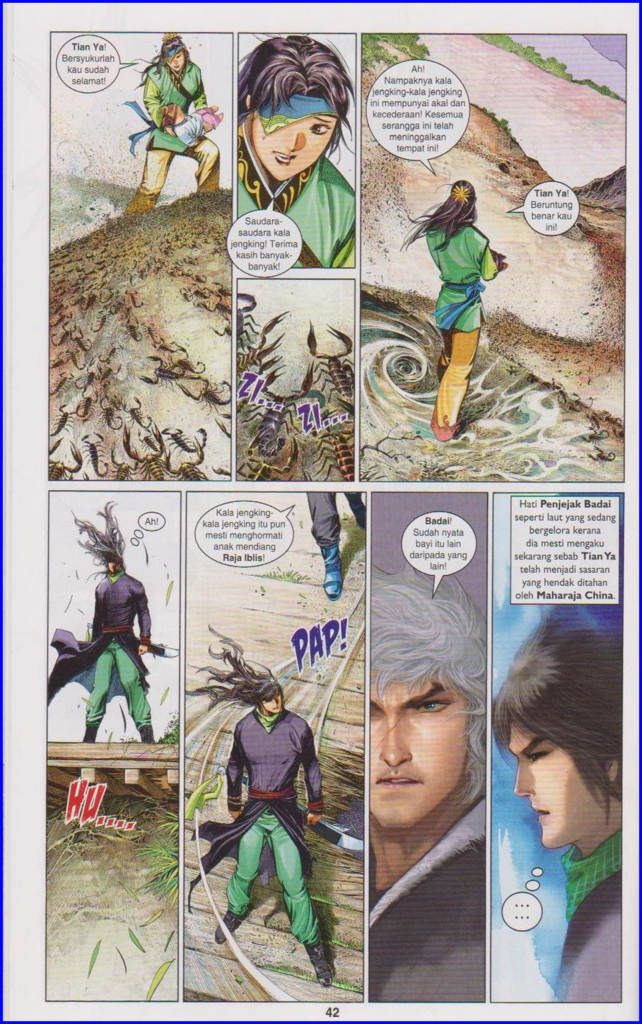 Tian Ya!
Bersyukurlah
kau sudah
selamat!
Saudara-
saudara kala
jengking! Terima
kasih banyak-
banyak!
ZI...
ZI...
Ah!
Nampaknya kala
jengking-kala jengking
ini mempunyai akal dan
kecederaan! Kesemua
serangga ini telah
meninggalkan
tempat ini!
Tian Ya!
Beruntung
benar kau
ini!
Ah!
HU....
Kala jengking-
kala jengking itu pun
mesti menghormati
anak mendiang
Raja Iblis!
PAP!
Badai!
Sudah nyata
bayi itu lain
daripada yang
lain!
Hati Penjejak Badai
seperti laut yang sedang
bergelora kerana
dia mesti mengaku
sekarang sebab Tian Ya
telah menjadi sasaran
yang hendak ditahan
oleh Maharaja China.
...
...
42